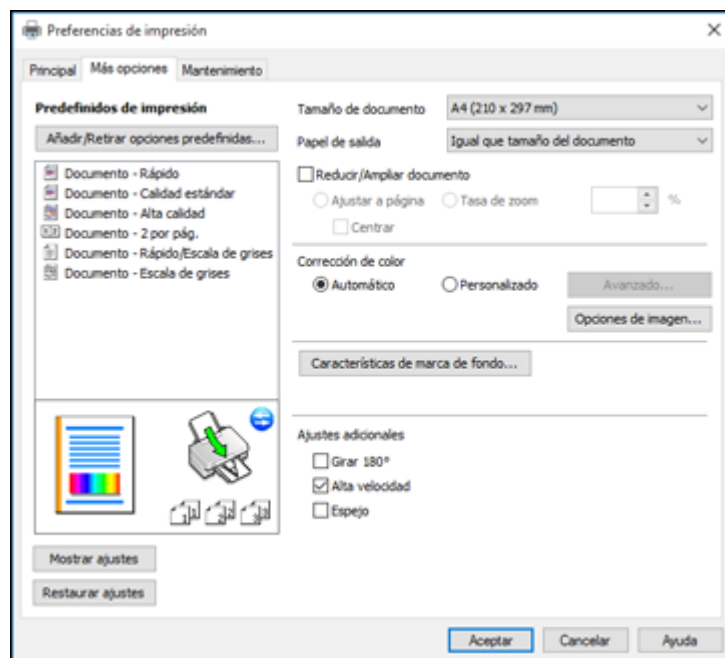 Preferencias de impresión
Principal
Más opciones
Mantenimiento
Predefinidos de impresión
Añadir/Retirar opciones predefinidas...
Documento - Rápido
Documento - Calidad estándar
Documento - Alta calidad
Documento - 2 por pág.
Documento - Rápido/Escala de grises
Documento - Escala de grises
Mostrar ajustes
Restaurar ajustes
Tamaño de documento
A4 (210 x 297 mm)
Papel de salida
Igual que tamaño del documento
Reducir/Ampliar documento
Ajustar a página
Tasa de zoom
%
Centrar
Corrección de color
Automático
Personalizado
Avanzado...
Opciones de imagen...
Características de marca de fondo...
Ajustes adicionales
Girar 180º
Alta velocidad
Espejo
Aceptar
Cancelar
Ayuda